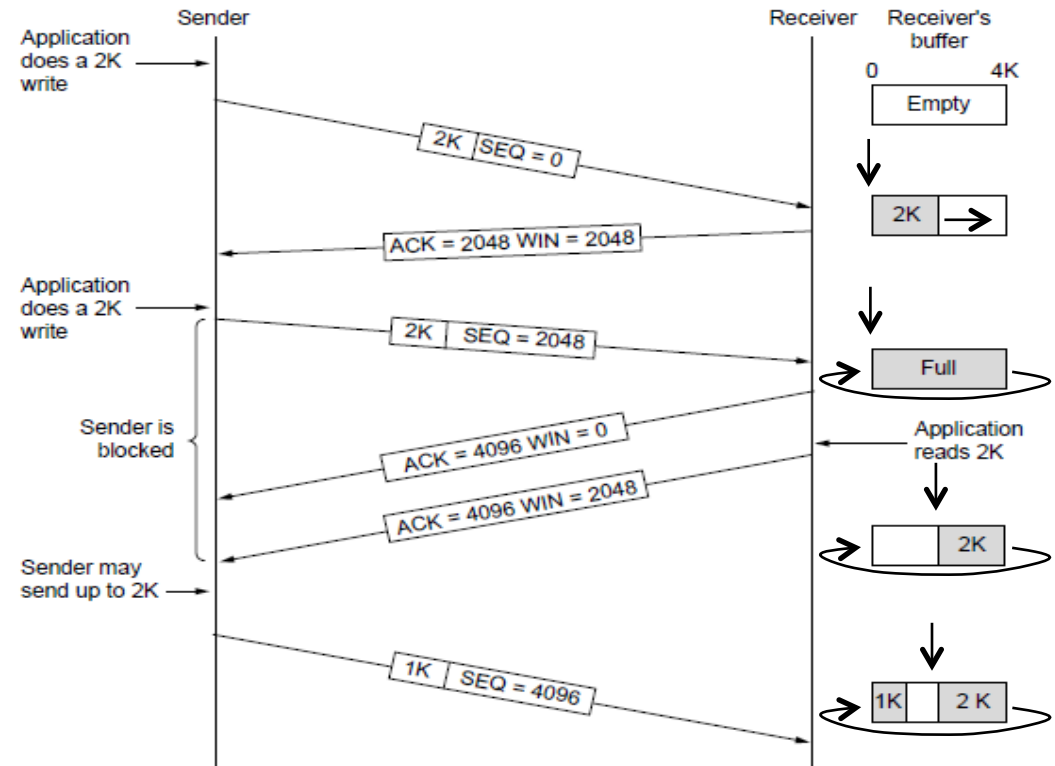 Sender
Receiver
Receiver's
buffer
Application
does a 2K
write
0
4K
Empty
2K SEQ = 0
2K
ACK = 2048 WIN = 2048
Application
does a 2K
write
2K SEQ = 2048
Full
Sender is
blocked
ACK = 4096 WIN = 0
Application
reads 2K
ACK = 4096 WIN = 2048
2K
Sender may
send up to 2K
1K SEQ = 4096
1K
2 K